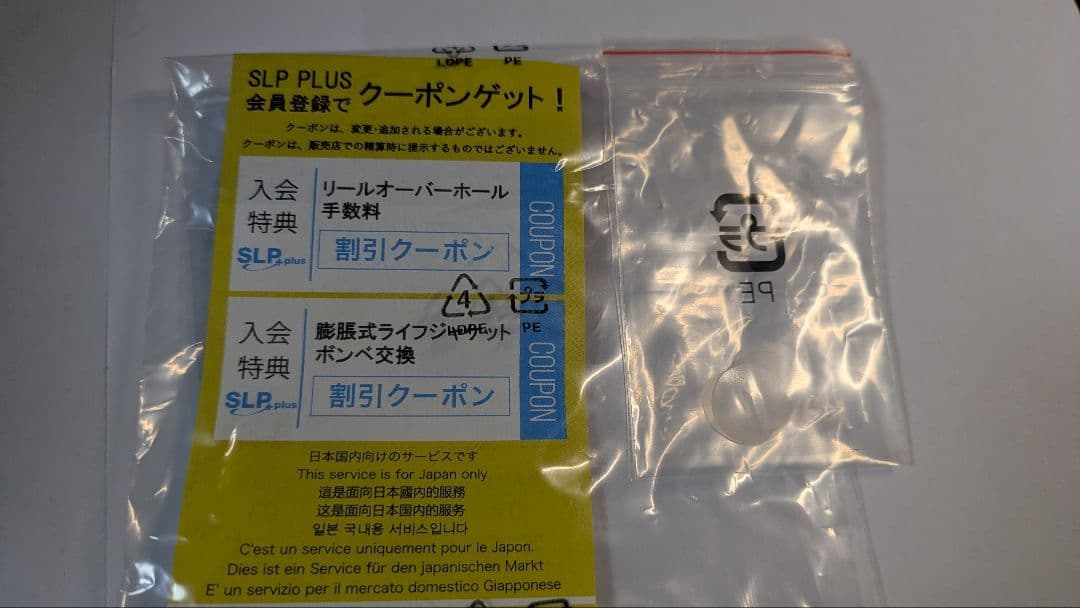 LDPE PE
SLP PLUS
会員登録で クーポンゲット！
クーポンは、変更・追加される場合がございます。
クーポンは、販売店での精算時に提示するものではございません。
入会
特典
SLP+plus
リールオーバーホール
手数料
割引クーポン
COUPON
4
LDPE PE
入会
特典
SLP+plus
膨脹式ライフジャケット
ボンベ交換
割引クーポン
COUPON
日本国内向けのサービスです
This service is for Japan only
這是面向日本國內的服務
这是面向日本国内的服务
일본 국내용 서비스입니다
C'est un service uniquement pour le Japon.
Dies ist ein Service für den japanischen Markt
E' un servizio per il mercato domestico Giapponese
PE